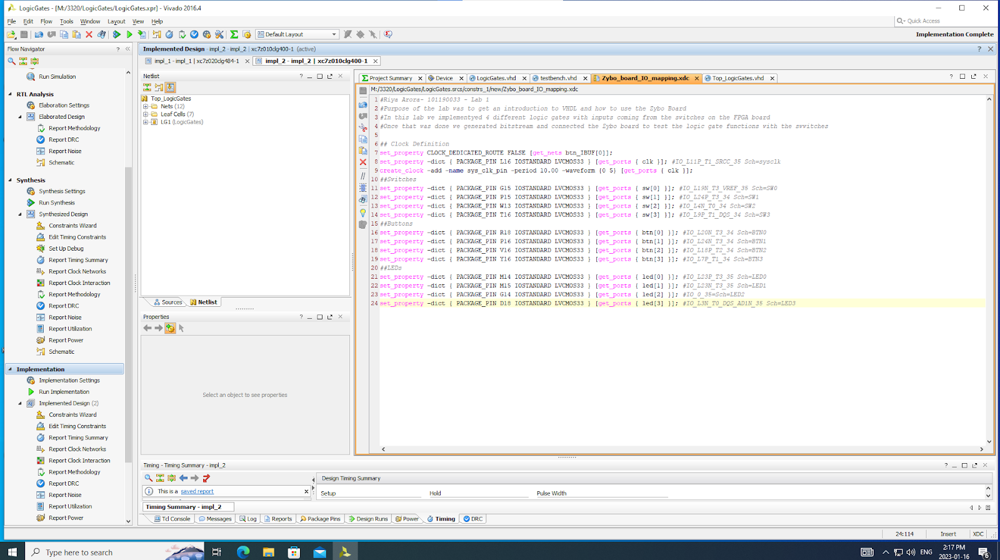 LogicGates - [M:/3320/LogicGates/LogicGates.xpr] - Vivado 2016.4
File Edit Flow Tools Window Layout View Help
Quick Access
Default Layout
Implementation Complete
Flow Navigator
Run Simulation
RTL Analysis
Elaboration Settings
Elaborated Design
Report Methodology
Report DRC
Report Noise
Schematic
Synthesis
Synthesis Settings
Run Synthesis
Synthesized Design
Constraints Wizard
Edit Timing Constraints
Set Up Debug
Report Timing Summary
Report Clock Networks
Report Clock Interaction
Report Methodology
Report DRC
Report Noise
Report Utilization
Report Power
Schematic
Implementation
Implementation Settings
Run Implementation
Implemented Design (2)
Constraints Wizard
Edit Timing Constraints
Report Timing Summary
Report Clock Networks
Report Clock Interaction
Report Methodology
Report DRC
Report Noise
Report Utilization
Report Power
Implemented Design - impl_2 - impl_2 | xc7z010clg400-1 (active)
impl_1 - impl_1 | xc7z020clg484-1
impl_2 - impl_2 | xc7z010clg400-1
Netlist
Top_LogicGates
Nets (12)
Leaf Cells (7)
LG1 (LogicGates)
Sources Netlist
Properties
Select an object to see properties
Project Summary Device LogicGates.vhd testbench.vhd Zybo_board_IO_mapping.xdc Top_LogicGates.vhd
M:/3320/LogicGates/LogicGates.srcs/constrs_1/new/Zybo_board_IO_mapping.xdc
1 #Riya Arora- 101190033 - Lab 1
2 #Purpose of the lab was to get an introduction to VHDL and how to use the Zybo Board
3 #In this lab we implementyed 4 different logic gates with inputs coming from the switches on the FPGA board
4 #Once that was done we generated bitstream and connected the Zybo board to test the logic gate functions with the swwitches
5
6 ## Clock Definition
7 set_property CLOCK_DEDICATED_ROUTE FALSE [get_nets btn_IBUF[0]];
8 set_property -dict { PACKAGE_PIN L16 IOSTANDARD LVCMOS33 } [get_ports { clk }]; #IO_L11P_T1_SRCC_35 Sch=sysclk
9 create_clock -add -name sys_clk_pin -period 10.00 -waveform {0 5} [get_ports { clk }];
10 ##Switches
11 set_property -dict { PACKAGE_PIN G15 IOSTANDARD LVCMOS33 } [get_ports { sw[0] }]; #IO_L19N_T3_VREF_35 Sch=SW0
12 set_property -dict { PACKAGE_PIN P15 IOSTANDARD LVCMOS33 } [get_ports { sw[1] }]; #IO_L24P_T3_34 Sch=SW1
13 set_property -dict { PACKAGE_PIN W13 IOSTANDARD LVCMOS33 } [get_ports { sw[2] }]; #IO_L4N_T0_34 Sch=SW2
14 set_property -dict { PACKAGE_PIN T16 IOSTANDARD LVCMOS33 } [get_ports { sw[3] }]; #IO_L9P_T1_DQS_34 Sch=SW3
15 ##Buttons
16 set_property -dict { PACKAGE_PIN R18 IOSTANDARD LVCMOS33 } [get_ports { btn[0] }]; #IO_L20N_T3_34 Sch=BTN0
17 set_property -dict { PACKAGE_PIN P16 IOSTANDARD LVCMOS33 } [get_ports { btn[1] }]; #IO_L24N_T3_34 Sch=BTN1
18 set_property -dict { PACKAGE_PIN V16 IOSTANDARD LVCMOS33 } [get_ports { btn[2] }]; #IO_L18P_T2_34 Sch=BTN2
19 set_property -dict { PACKAGE_PIN Y16 IOSTANDARD LVCMOS33 } [get_ports { btn[3] }]; #IO_L7P_T1_34 Sch=BTN3
20 ##LEDs
21 set_property -dict { PACKAGE_PIN M14 IOSTANDARD LVCMOS33 } [get_ports { led[0] }]; #IO_L23P_T3_35 Sch=LED0
22 set_property -dict { PACKAGE_PIN M15 IOSTANDARD LVCMOS33 } [get_ports { led[1] }]; #IO_L23N_T3_35 Sch=LED1
23 set_property -dict { PACKAGE_PIN G14 IOSTANDARD LVCMOS33 } [get_ports { led[2] }]; #IO_0_35=Sch=LED2
24 set_property -dict { PACKAGE_PIN D18 IOSTANDARD LVCMOS33 } [get_ports { led[3] }]; #IO_L3N_T0_DQS_AD1N_35 Sch=LED3
Timing - Timing Summary - impl_2
This is a saved report
Design Timing Summary
Setup Hold Pulse Width
Timing Summary - impl_2
Tcl Console Messages Log Reports Package Pins Design Runs Power Timing DRC
24:114 Insert XDC
Type here to search
ENG
2:17 PM
2023-01-16
6